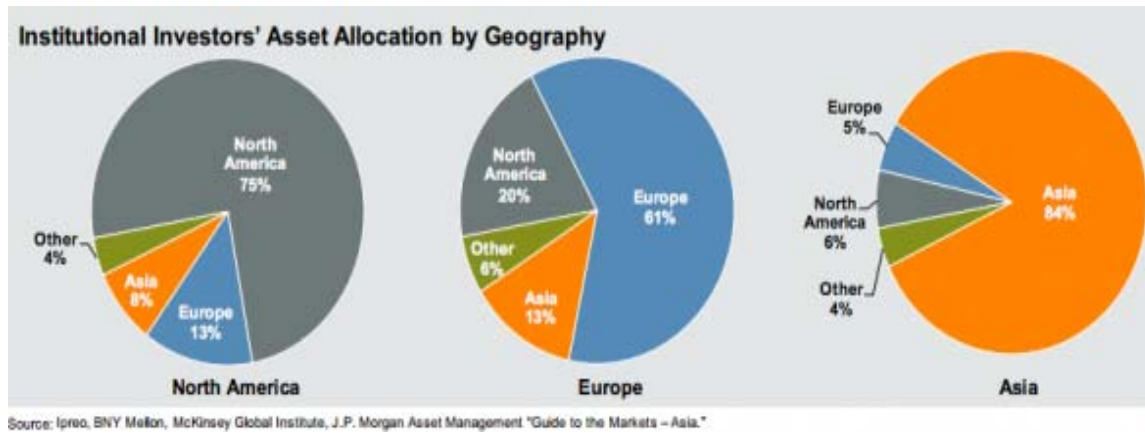 Institutional Investors' Asset Allocation by Geography
North
America
75%
Other
4%
Asia
8%
Europe
13%
North America
North
America
20%
Europe
61%
Other
6%
Asia
13%
Europe
Europe
5%
North
America
6%
Other
4%
Asia
84%
Asia
Source: Ipreo, BNY Mellon, McKinsey Global Institute, J.P. Morgan Asset Management "Guide to the Markets – Asia."